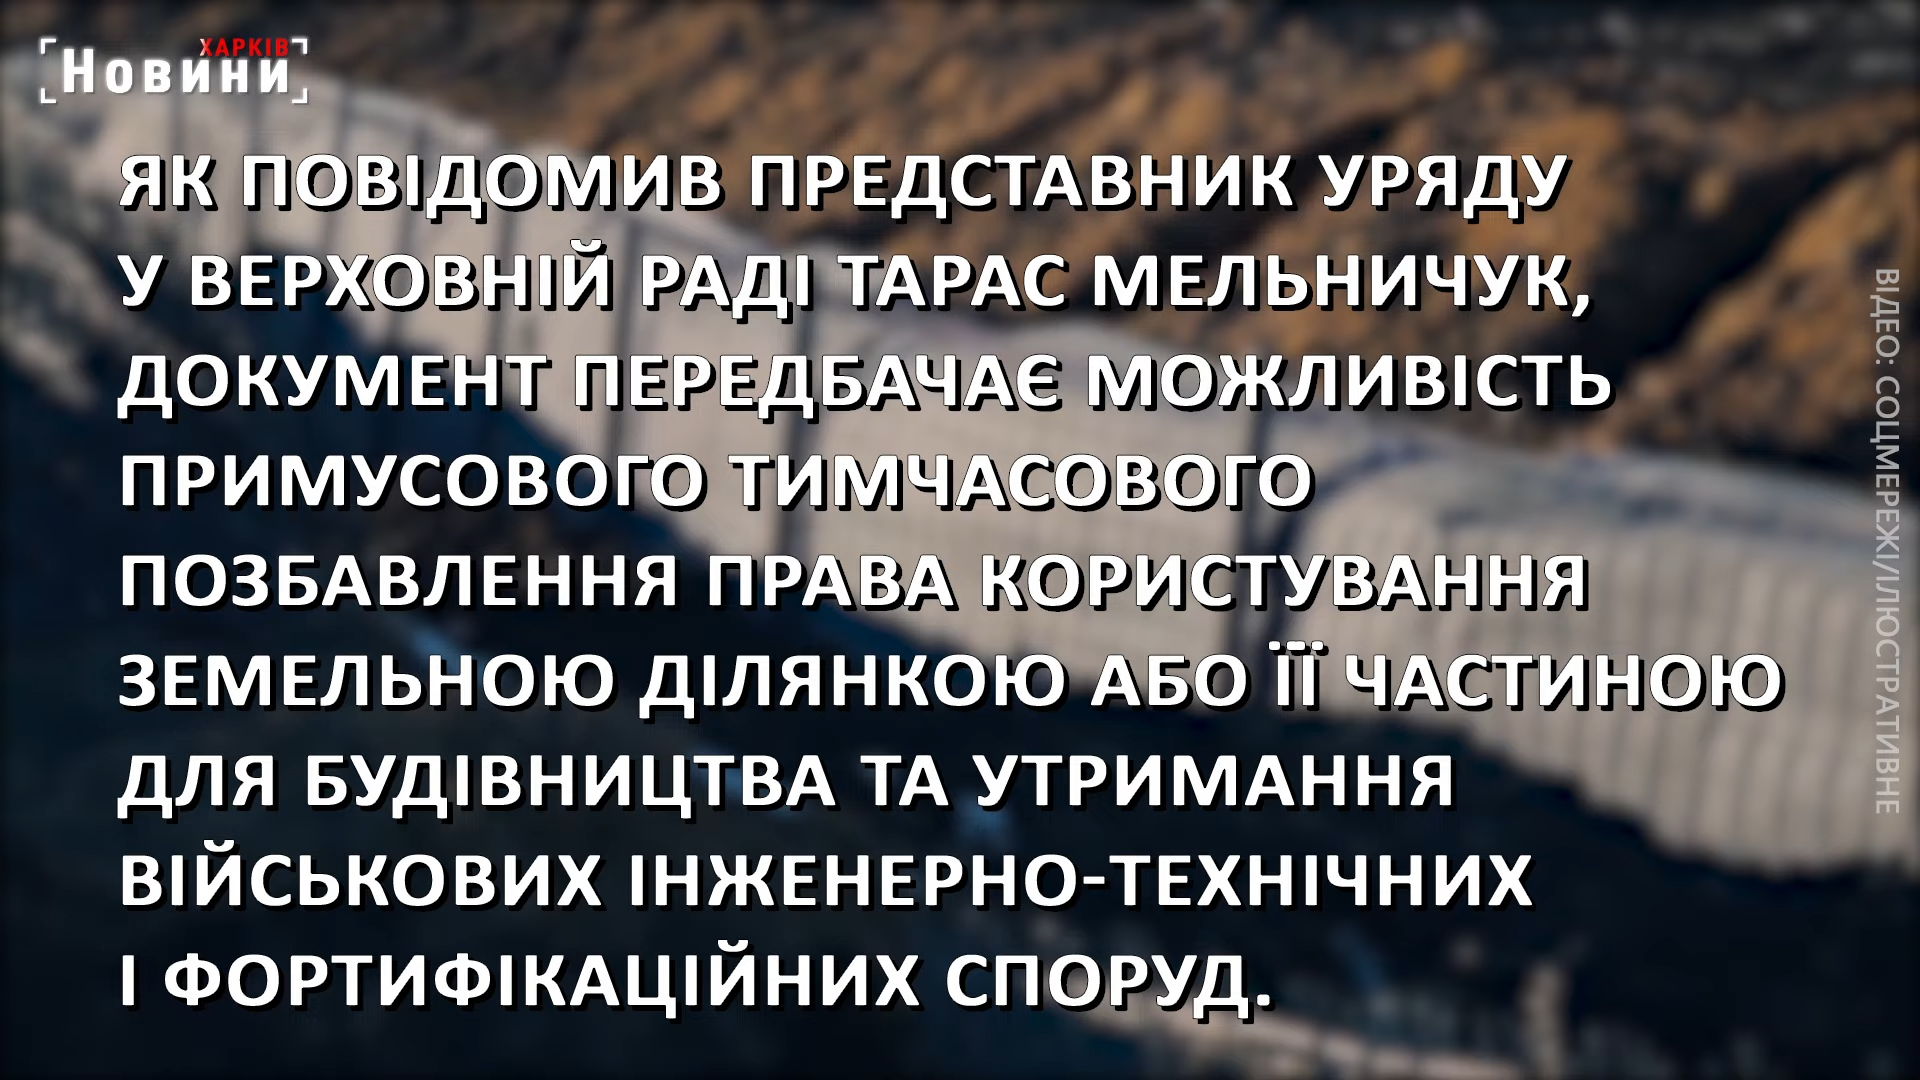 ХАРКІВ
Новини
ЯК ПОВІДОМИВ ПРЕДСТАВНИК УРЯДУ
У ВЕРХОВНІЙ РАДІ ТАРАС МЕЛЬНИЧУК,
ДОКУМЕНТ ПЕРЕДБАЧАЄ МОЖЛИВІСТЬ
ПРИМУСОВОГО ТИМЧАСОВОГО
ПОЗБАВЛЕННЯ ПРАВА КОРИСТУВАННЯ
ЗЕМЕЛЬНОЮ ДІЛЯНКОЮ АБО ЇЇ ЧАСТИНОЮ
ДЛЯ БУДІВНИЦТВА ТА УТРИМАННЯ
ВІЙСЬКОВИХ ІНЖЕНЕРНО-ТЕХНІЧНИХ
І ФОРТИФІКАЦІЙНИХ СПОРУД.
ВІДЕО: СОЦМЕРЕЖІ/ІЛЮСТРАТИВНЕ